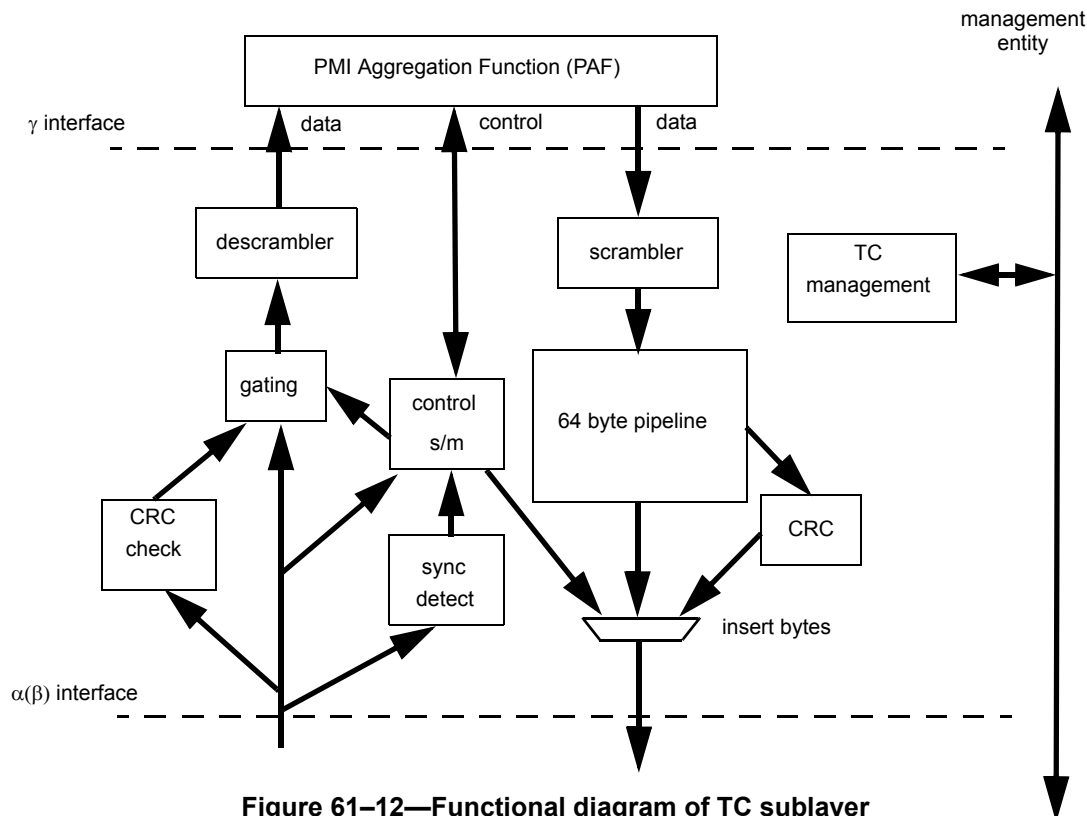 management
entity
PMI Aggregation Function (PAF)
γ interface
data
control
data
descrambler
scrambler
TC
management
gating
control
s/m
64 byte pipeline
CRC
check
sync
detect
CRC
insert bytes
α(β) interface
Figure 61–12—Functional diagram of TC sublayer